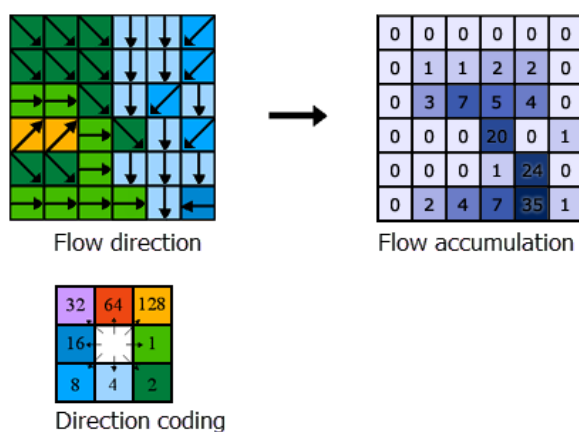 0 0 0 0 0 0
0 1 1 2 2 0
0 3 7 5 4 0
0 0 0 20 0 1
0 0 0 1 24 0
0 2 4 7 35 1
Flow direction
Flow accumulation
32 64 128
16 1
8 4 2
Direction coding